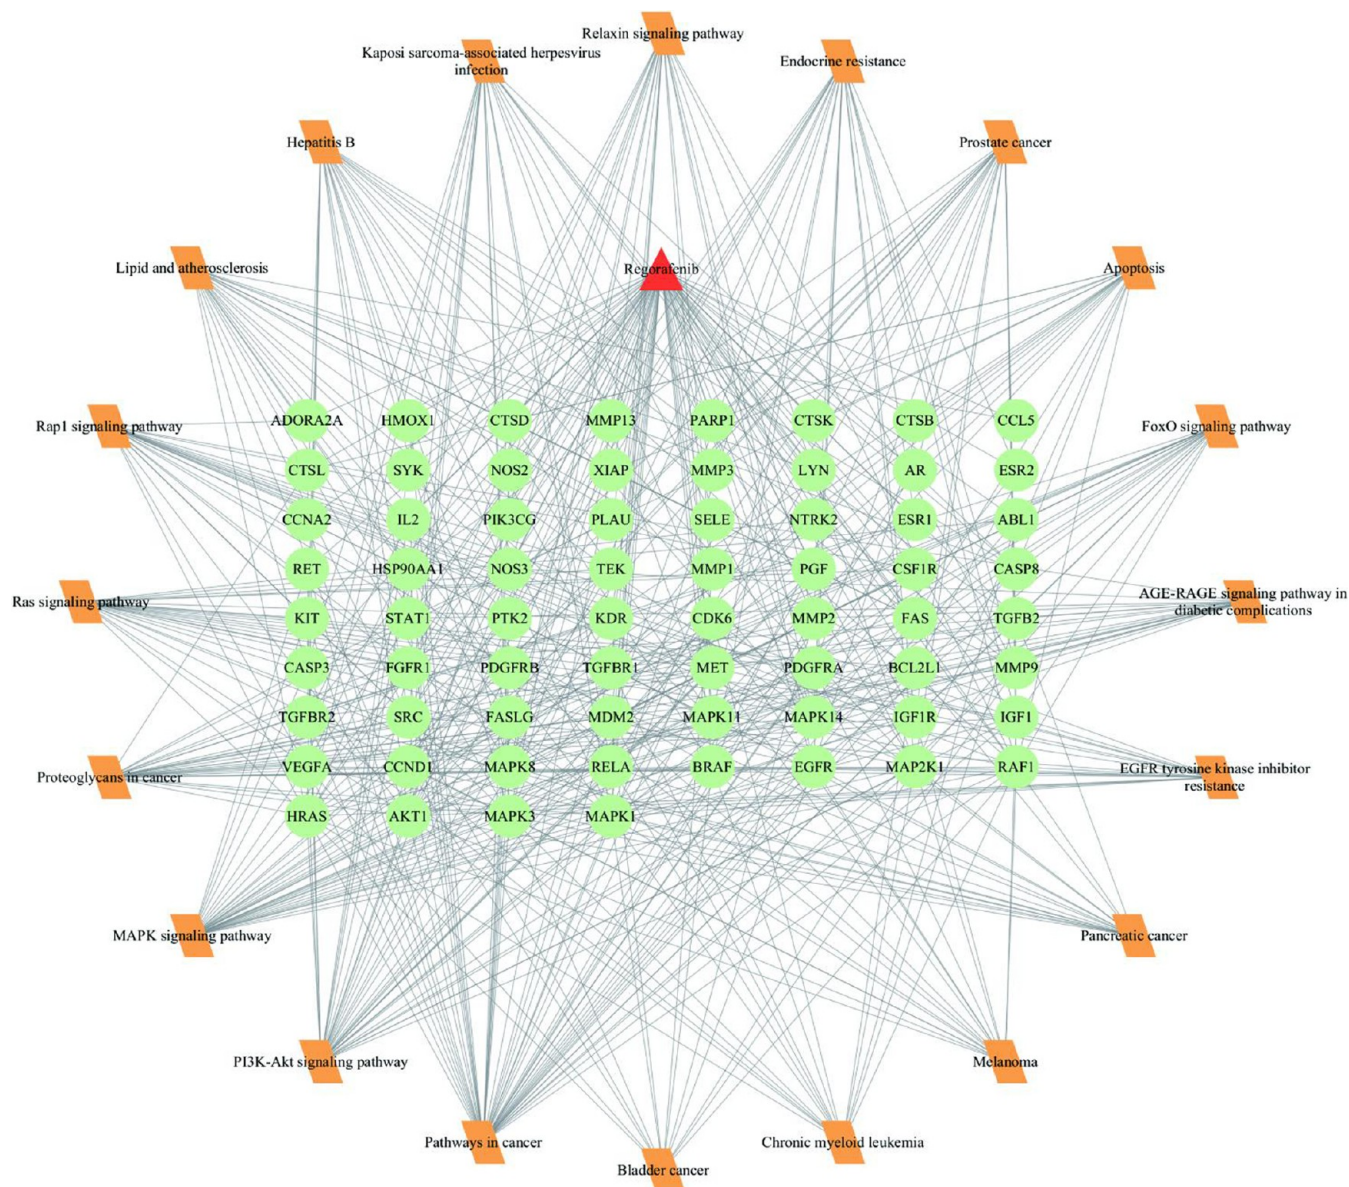 Relaxin signaling pathway
Kaposi sarcoma-associated herpesvirus
infection
Endocrine resistance
Hepatitis B
Prostate cancer
Lipid and atherosclerosis
Regorafenib
Apoptosis
Rap1 signaling pathway
FoxO signaling pathway
ADORA2A HMOX1 CTSD MMP13 PARP1 CTSK CTSB CCL5
CTSL SYK NOS2 XIAP MMP3 LYN AR ESR2
CCNA2 IL2 PIK3CG PLAU SELE NTRK2 ESR1 ABL1
RET HSP90AA1 NOS3 TEK MMP1 PGF CSF1R CASP8
Ras signaling pathway
AGE-RAGE signaling pathway in
diabetic complications
KIT STAT1 PTK2 KDR CDK6 MMP2 FAS TGFB2
CASP3 FGFR1 PDGFRB TGFBR1 MET PDGFRA BCL2L1 MMP9
TGFBR2 SRC FASLG MDM2 MAPK11 MAPK14 IGF1R IGF1
VEGFA CCND1 MAPK8 RELA BRAF EGFR MAP2K1 RAF1
Proteoglycans in cancer
EGFR tyrosine kinase inhibitor
resistance
HRAS AKT1 MAPK3 MAPK1
MAPK signaling pathway
Pancreatic cancer
PI3K-Akt signaling pathway
Melanoma
Pathways in cancer
Chronic myeloid leukemia
Bladder cancer